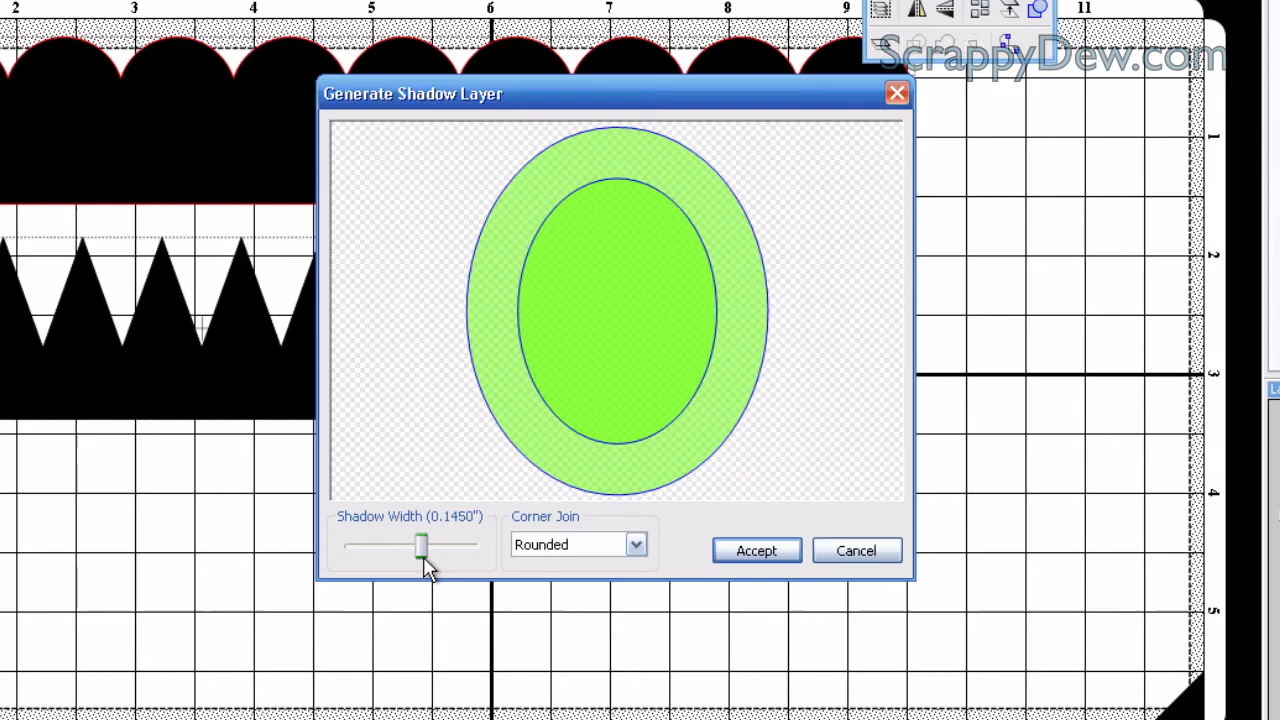 2 3 4 5 6 7 8 9 11
ScrappyDew.com
Generate Shadow Layer
1
2
3
4
5
Shadow Width (0.1450")
Corner Join
Rounded
Accept
Cancel